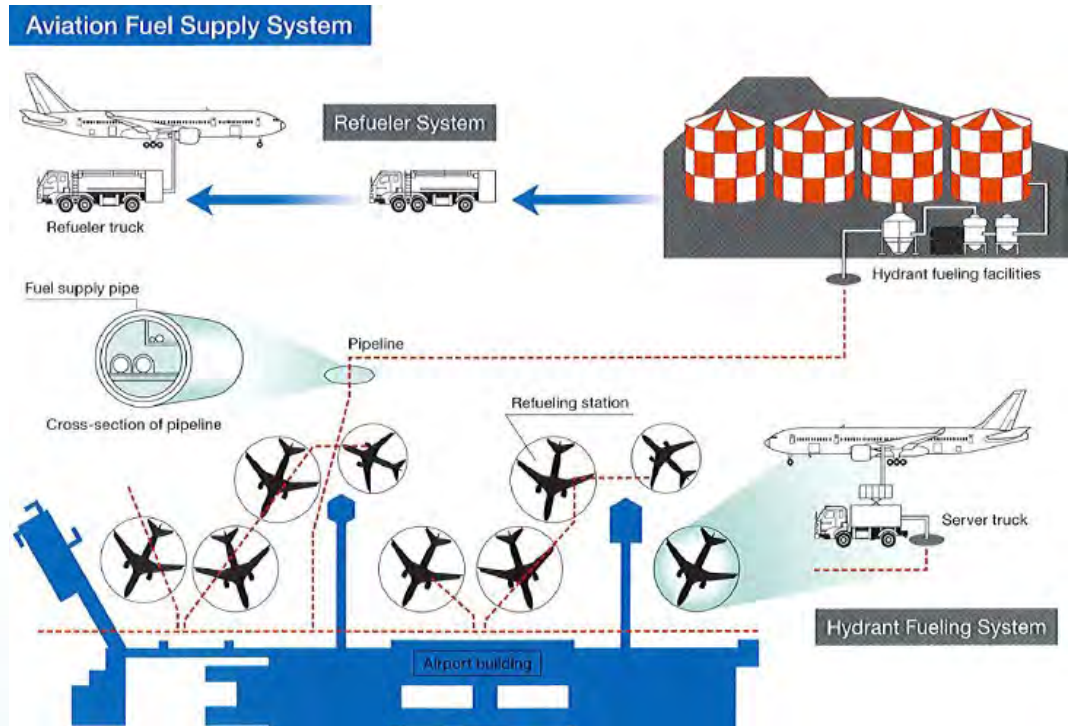 Aviation Fuel Supply System
Refueler System
Refueler truck
Hydrant fueling facilities
Fuel supply pipe
Pipeline
Cross-section of pipeline
Refueling station
Server truck
Hydrant Fueling System
Airport building